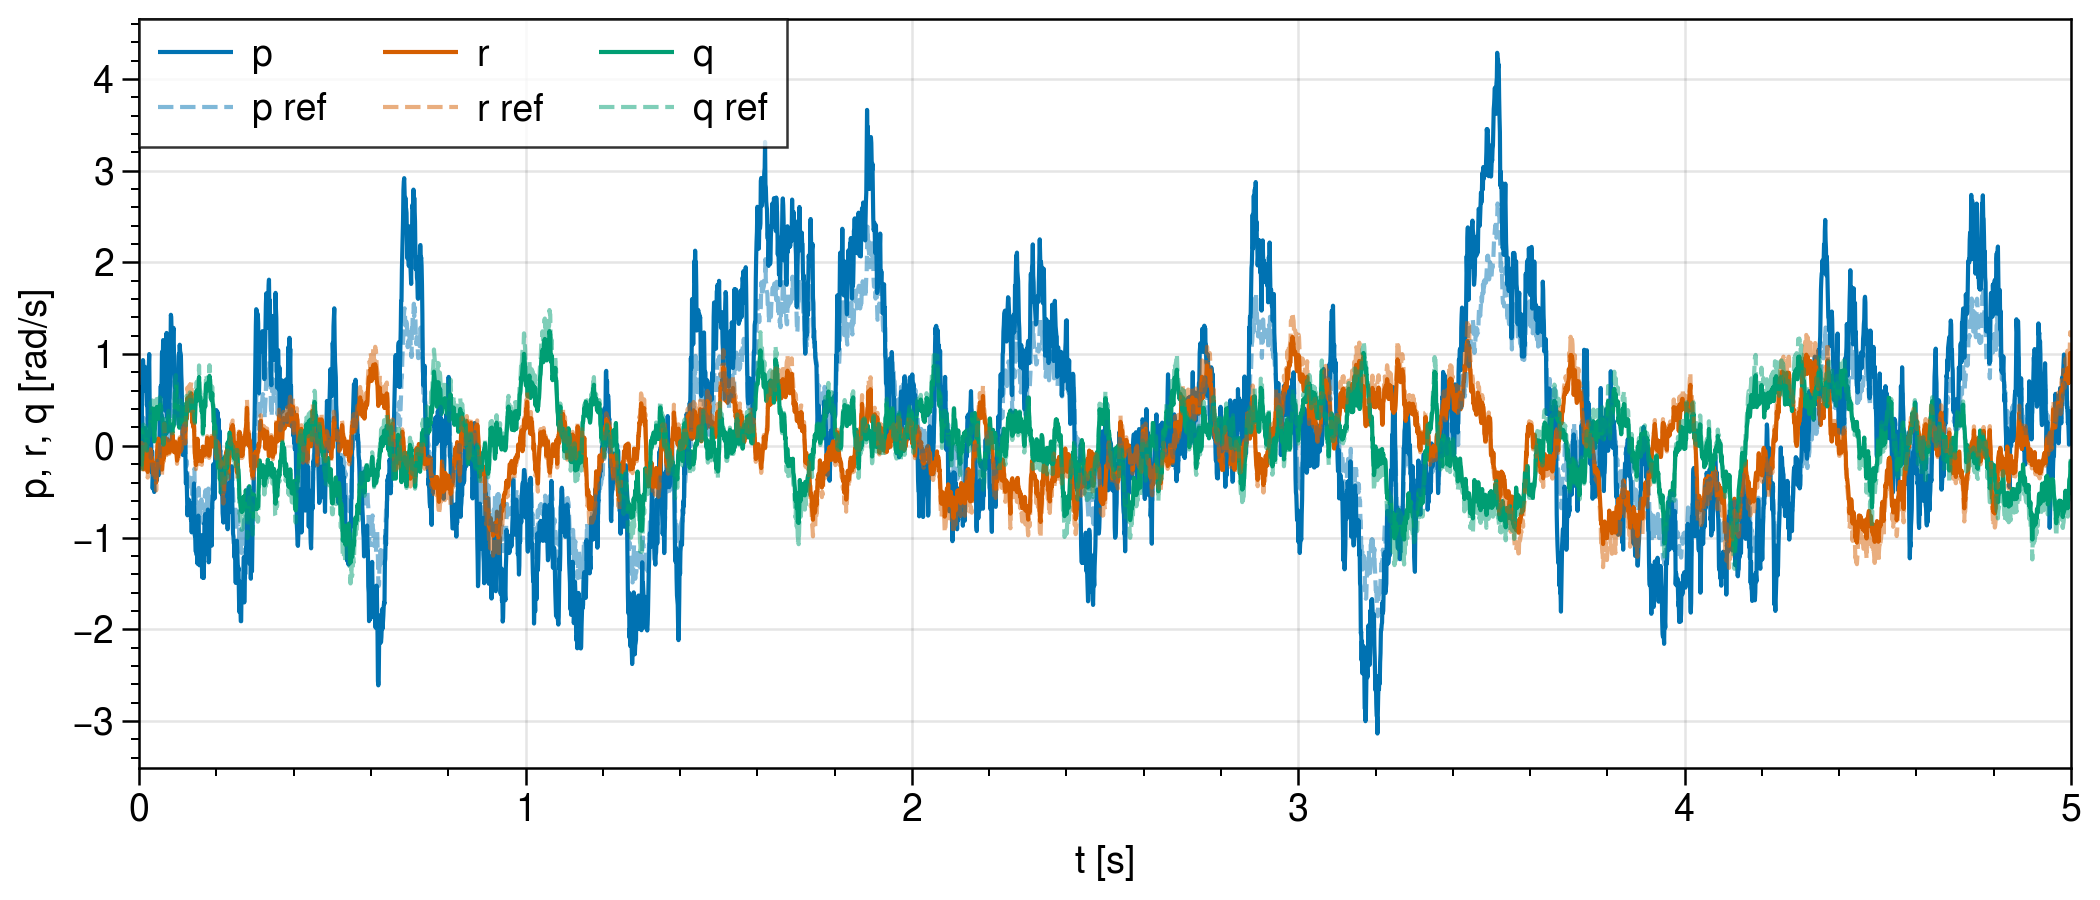 p r q
p ref r ref q ref
4
3
2
1
0
−1
−2
−3
p, r, q [rad/s]
0 1 2 3 4 5
t [s]